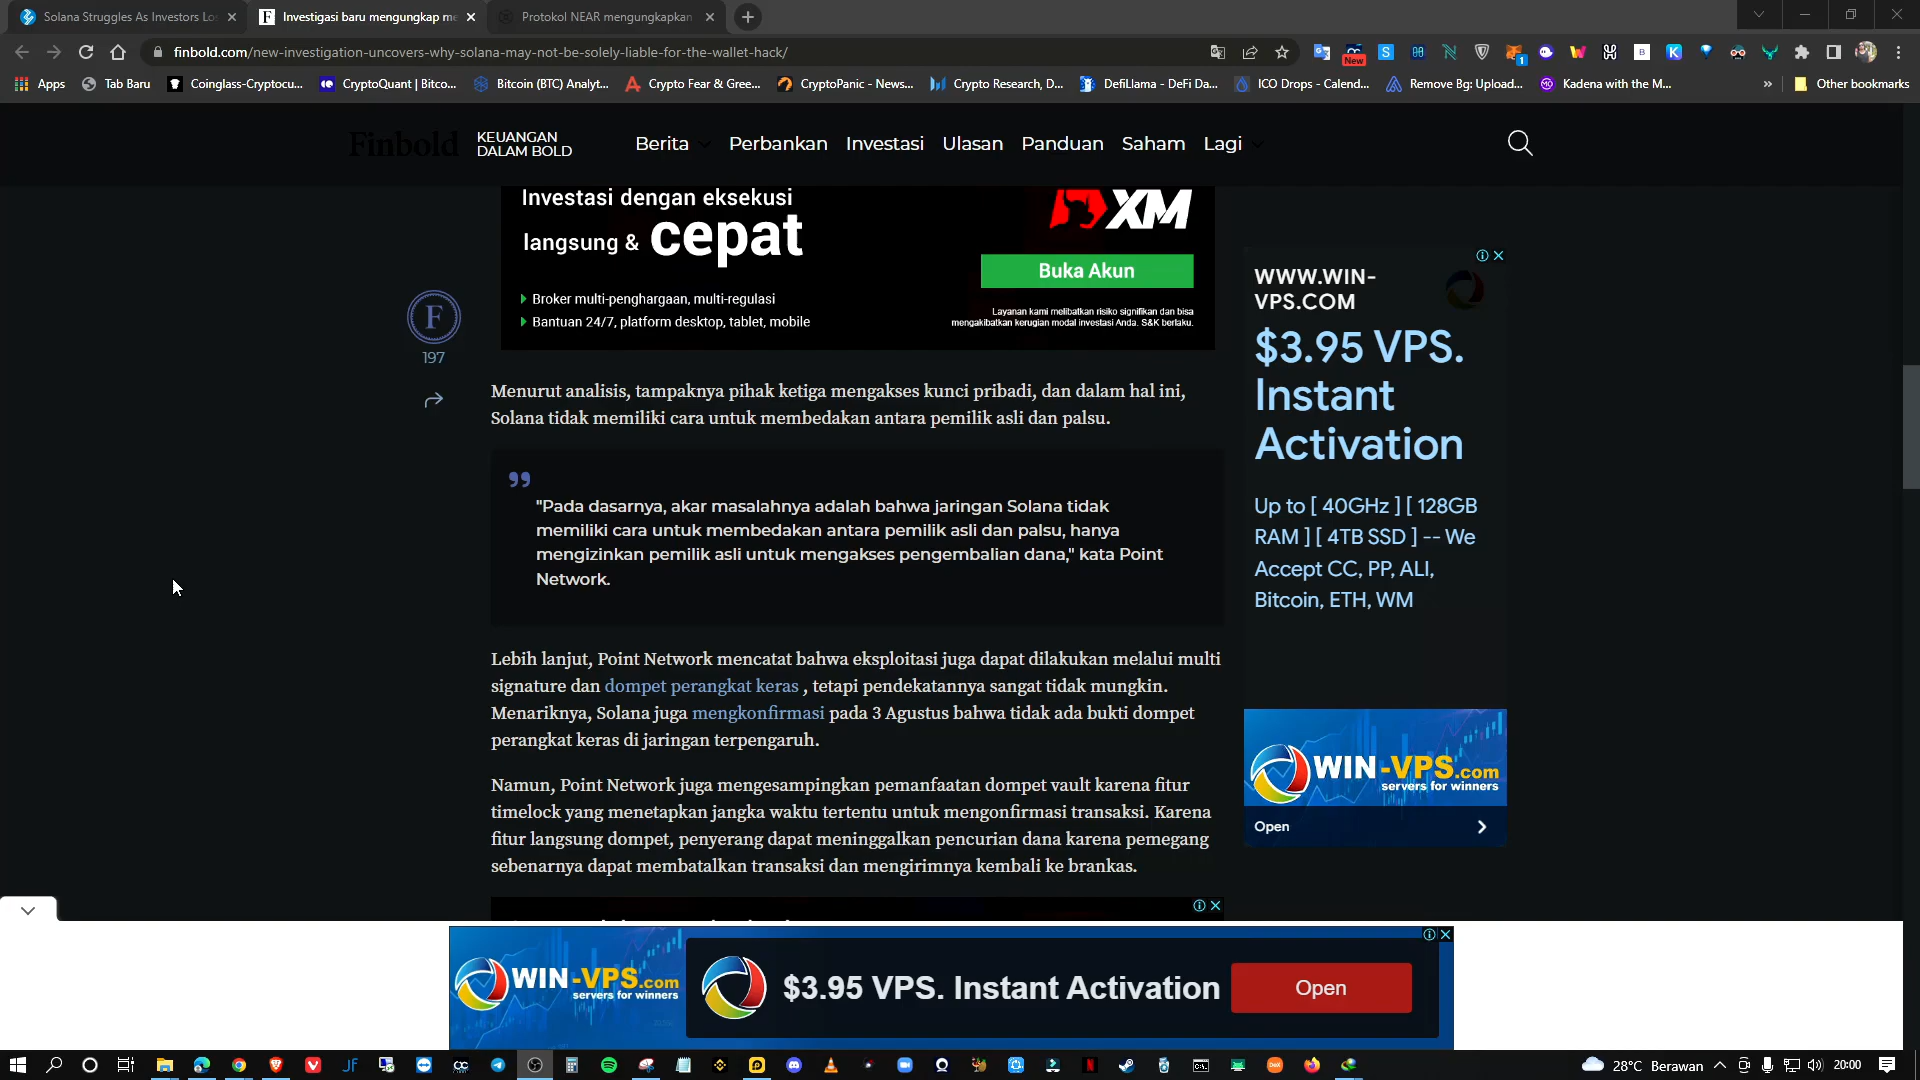 Solana Struggles As Investors Lo
Investigasi baru mengungkap me
Protokol NEAR mengungkapkan
finbold.com/new-investigation-uncovers-why-solana-may-not-be-solely-liable-for-the-wallet-hack/
New
1
Apps
Tab Baru
Coinglass-Cryptocu...
CryptoQuant | Bitco...
Bitcoin (BTC) Analyt...
Crypto Fear & Gree...
CryptoPanic - News...
Crypto Research, D...
DefiLlama - DeFi Da...
ICO Drops - Calend...
Remove Bg: Upload...
Kadena with the M...
»
Other bookmarks
Finbold
KEUANGAN
DALAM BOLD
Berita
Perbankan
Investasi
Ulasan
Panduan
Saham
Lagi
Investasi dengan eksekusi
langsung & cepat
XM
Buka Akun
Broker multi-penghargaan, multi-regulasi
Bantuan 24/7, platform desktop, tablet, mobile
Layanan kami melibatkan risiko signifikan dan bisa
mengakibatkan kerugian modal investasi Anda. S&K berlaku.
F
197
Menurut analisis, tampaknya pihak ketiga mengakses kunci pribadi, dan dalam hal ini,
Solana tidak memiliki cara untuk membedakan antara pemilik asli dan palsu.
"Pada dasarnya, akar masalahnya adalah bahwa jaringan Solana tidak
memiliki cara untuk membedakan antara pemilik asli dan palsu, hanya
mengizinkan pemilik asli untuk mengakses pengembalian dana," kata Point
Network.
Lebih lanjut, Point Network mencatat bahwa eksploitasi juga dapat dilakukan melalui multi
signature dan dompet perangkat keras , tetapi pendekatannya sangat tidak mungkin.
Menariknya, Solana juga mengkonfirmasi pada 3 Agustus bahwa tidak ada bukti dompet
perangkat keras di jaringan terpengaruh.
Namun, Point Network juga mengesampingkan pemanfaatan dompet vault karena fitur
timelock yang menetapkan jangka waktu tertentu untuk mengonfirmasi transaksi. Karena
fitur langsung dompet, penyerang dapat meninggalkan pencurian dana karena pemegang
sebenarnya dapat membatalkan transaksi dan mengirimnya kembali ke brankas.
WWW.WIN-
VPS.COM
$3.95 VPS.
Instant
Activation
Up to [ 40GHz ] [ 128GB
RAM ] [ 4TB SSD ] -- We
Accept CC, PP, ALI,
Bitcoin, ETH, WM
WIN-VPS.com
servers for winners
Open
WIN-VPS.com
servers for winners
$3.95 VPS. Instant Activation
Open
28°C Berawan
20:00